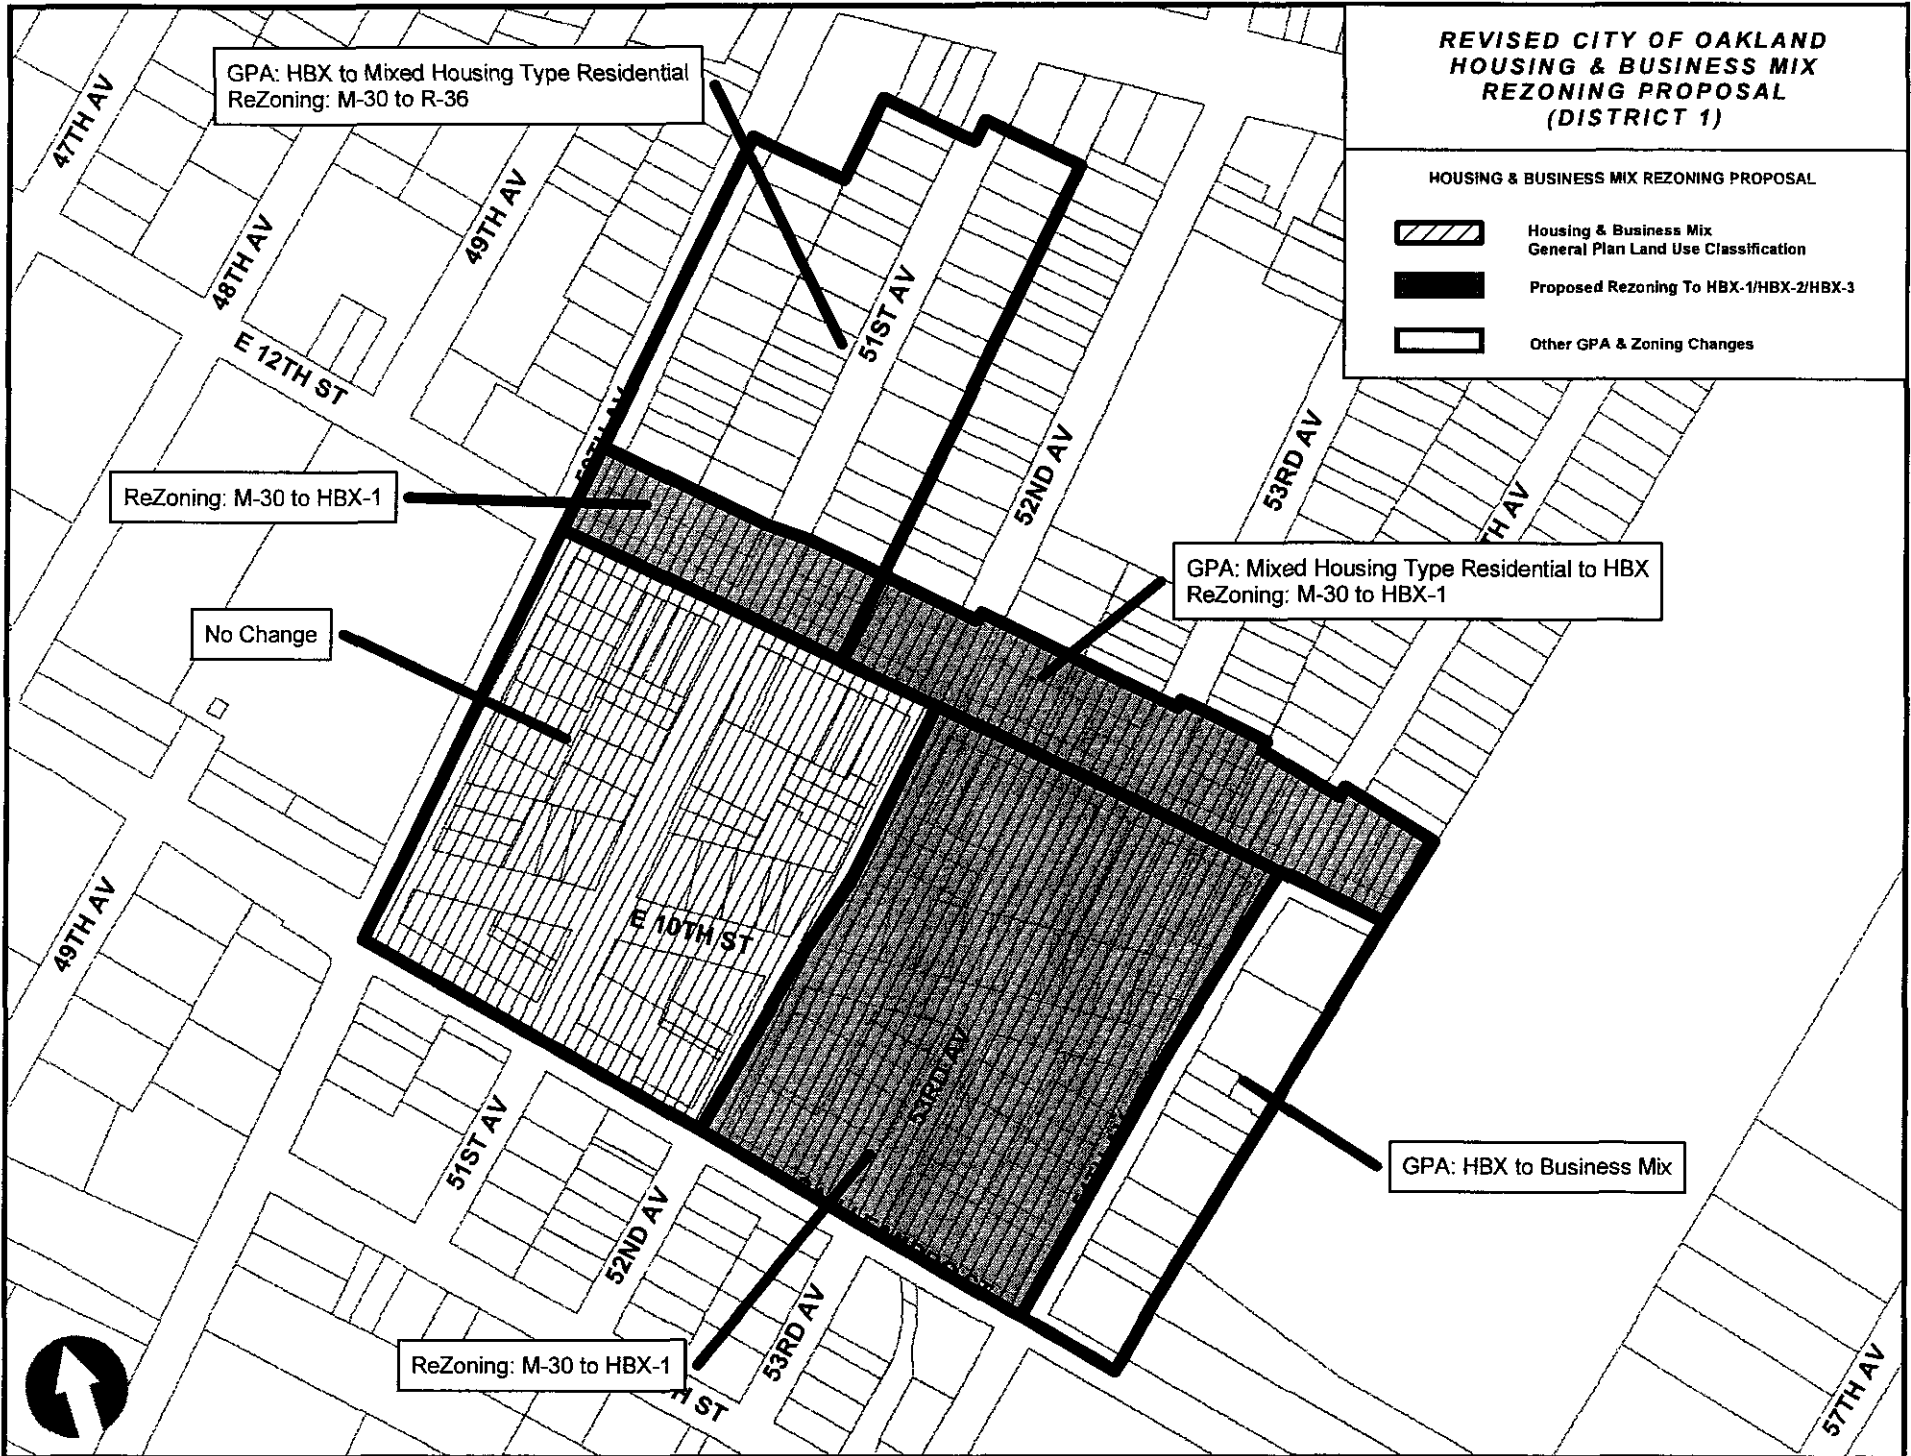 REVISED CITY OF OAKLAND
HOUSING & BUSINESS MIX
REZONING PROPOSAL
(DISTRICT 1)
HOUSING & BUSINESS MIX REZONING PROPOSAL
Housing & Business Mix
General Plan Land Use Classification
Proposed Rezoning To HBX-1/HBX-2/HBX-3
Other GPA & Zoning Changes
GPA: HBX to Mixed Housing Type Residential
ReZoning: M-30 to R-36
47TH AV
48TH AV
49TH AV
E 12TH ST
51ST AV
52ND AV
53RD AV
TH AV
ReZoning: M-30 to HBX-1
GPA: Mixed Housing Type Residential to HBX
ReZoning: M-30 to HBX-1
No Change
49TH AV
E 10TH ST
53RD AV
51ST AV
52ND AV
53RD AV
GPA: HBX to Business Mix
ReZoning: M-30 to HBX-1
TH ST
57TH AV